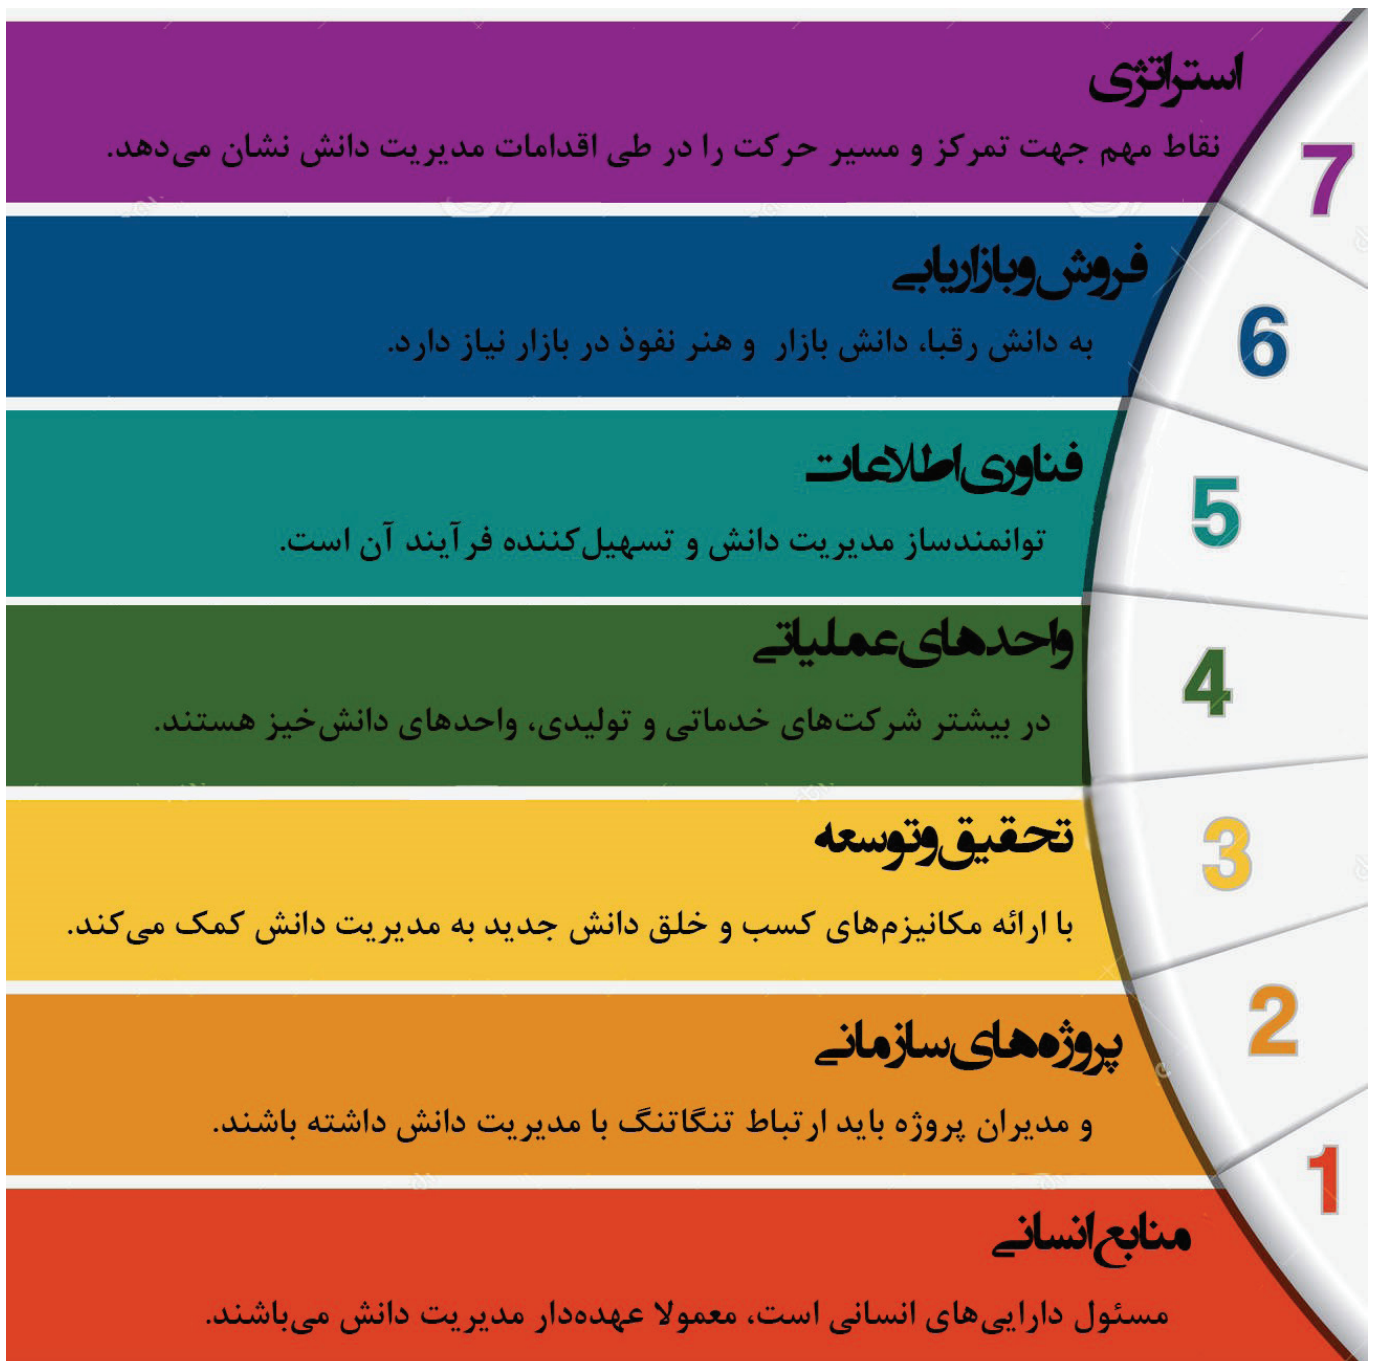 استراتژی
نقاط مهم جهت تمرکز و مسیر حرکت را در طی اقدامات مدیریت دانش نشان می‌دهد.
7
فروش و بازاریابی
به دانش رقبا، دانش بازار و هنر نفوذ در بازار نیاز دارد.
6
فناوری اطلاعات
توانمندساز مدیریت دانش و تسهیل‌کننده فرآیند آن است.
5
واحدهای عملیاتی
در بیشتر شرکت‌های خدماتی و تولیدی، واحدهای دانش‌خیز هستند.
4
تحقیق و توسعه
با ارائه مکانیزم‌های کسب و خلق دانش جدید به مدیریت دانش کمک می‌کند.
3
پروژه‌های سازمانی
و مدیران پروژه باید ارتباط تنگاتنگ با مدیریت دانش داشته باشند.
2
منابع انسانی
مسئول دارایی‌های انسانی است، معمولا عهده‌دار مدیریت دانش می‌باشند.
1